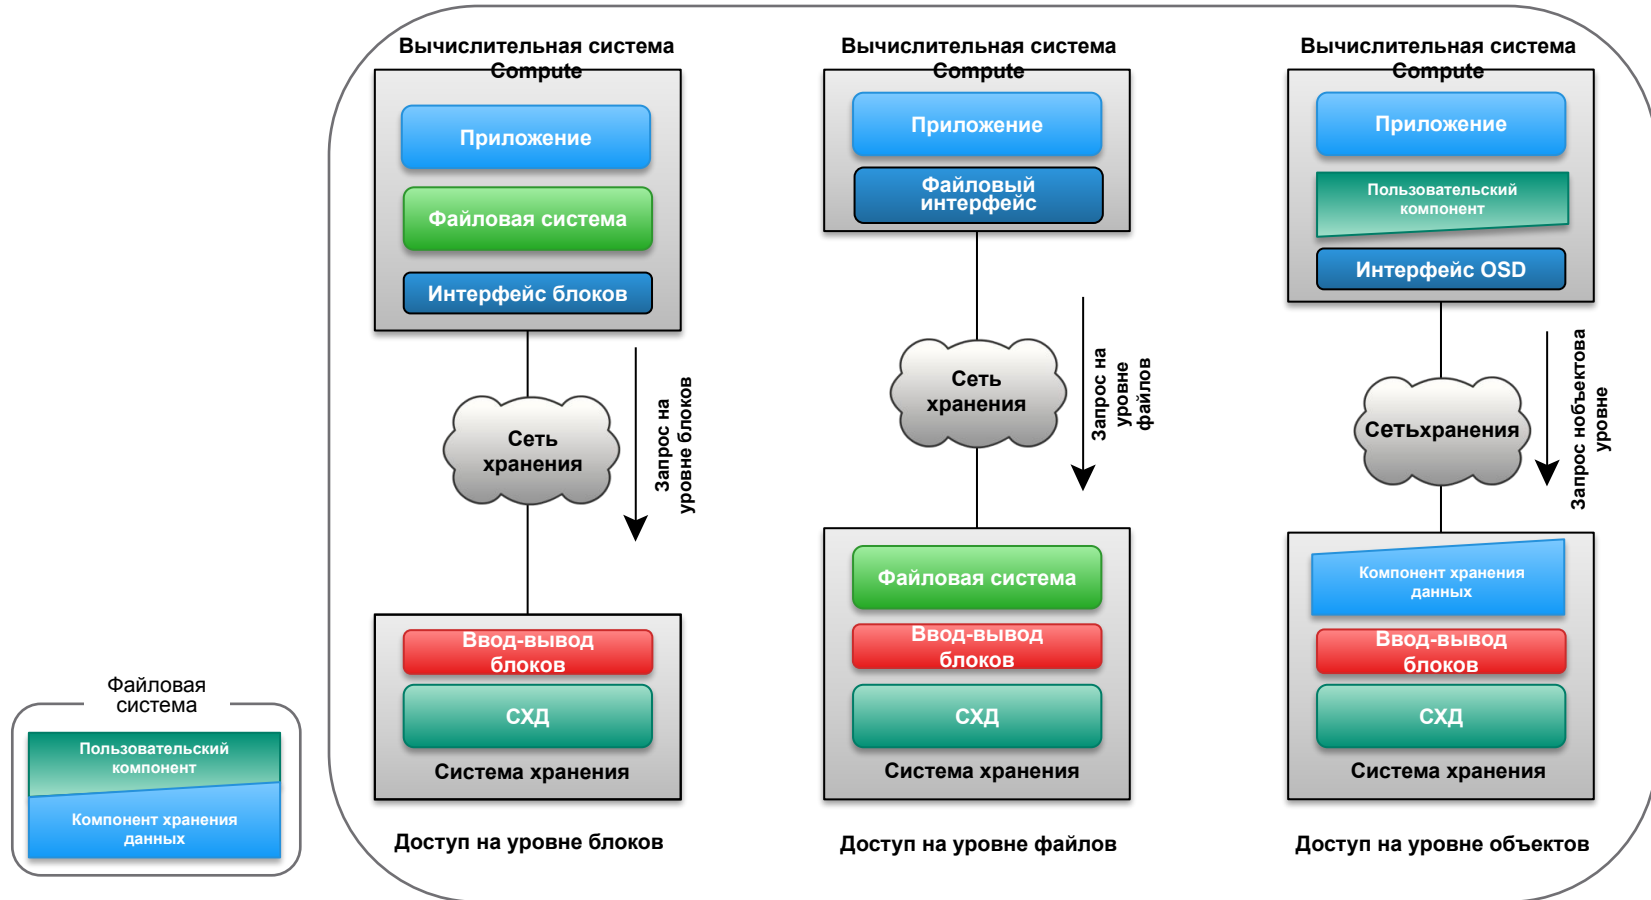 Вычислительная система
Compute
Приложение
Файловая система
Интерфейс блоков
Сеть
хранения
Запрос на
уровне блоков
Ввод-вывод
блоков
СХД
Система хранения
Доступ на уровне блоков
Вычислительная система
Compute
Приложение
Файловый
интерфейс
Сеть
хранения
Запрос на
уровне
файлов
Файловая система
Ввод-вывод
блоков
СХД
Система хранения
Доступ на уровне файлов
Вычислительная система
Compute
Приложение
Пользовательский
компонент
Интерфейс OSD
Сетьхранения
Запрос нобъектова
уровне
Компонент хранения
данных
Ввод-вывод
блоков
СХД
Система хранения
Доступ на уровне объектов
Файловая
система
Пользовательский
компонент
Компонент хранения
данных